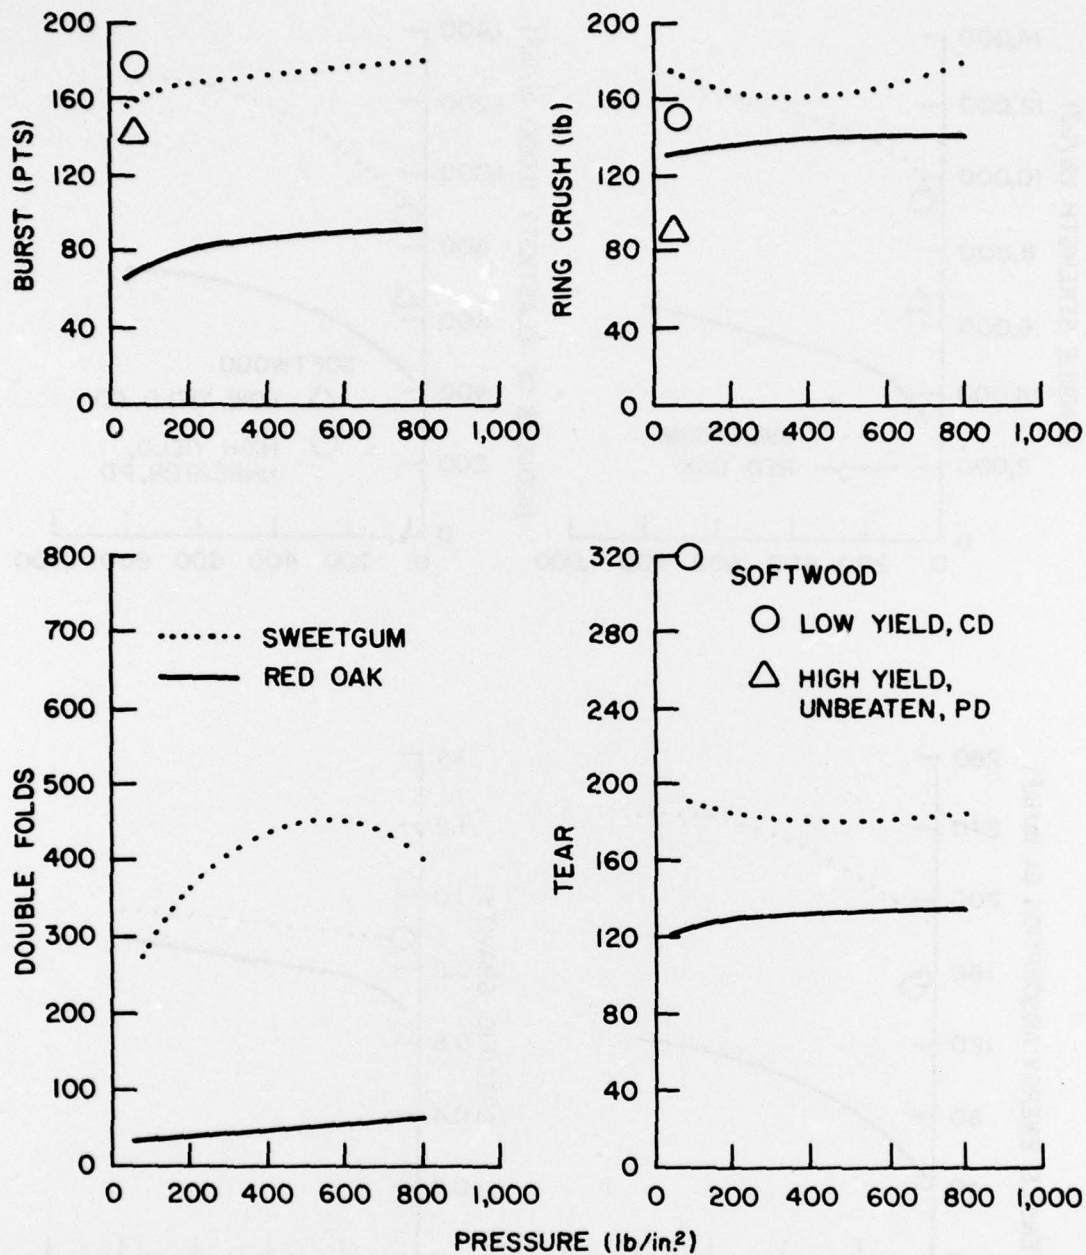 200
160
120
80
40
0
BURST (PTS)
0 200 400 600 800 1,000
200
160
120
80
40
0
RING CRUSH (lb)
0 200 400 600 800 1,000
800
700
600
500
400
300
200
100
0
DOUBLE FOLDS
SWEETGUM
RED OAK
0 200 400 600 800 1,000
320
280
240
200
160
120
80
40
0
TEAR
SOFTWOOD
LOW YIELD, CD
HIGH YIELD,
UNBEATEN, PD
0 200 400 600 800 1,000
PRESSURE (lb/in.²)